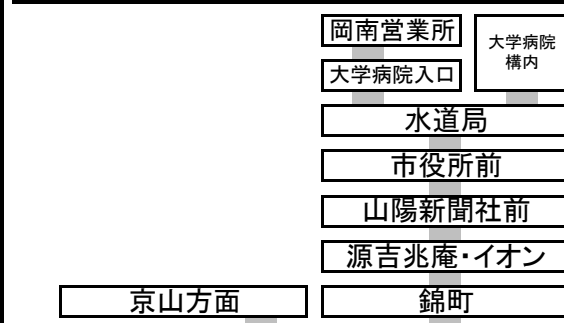 岡南営業所
大学病院
構内
大学病院入口
水道局
市役所前
山陽新聞社前
源吉兆庵・イオン
京山方面
錦町